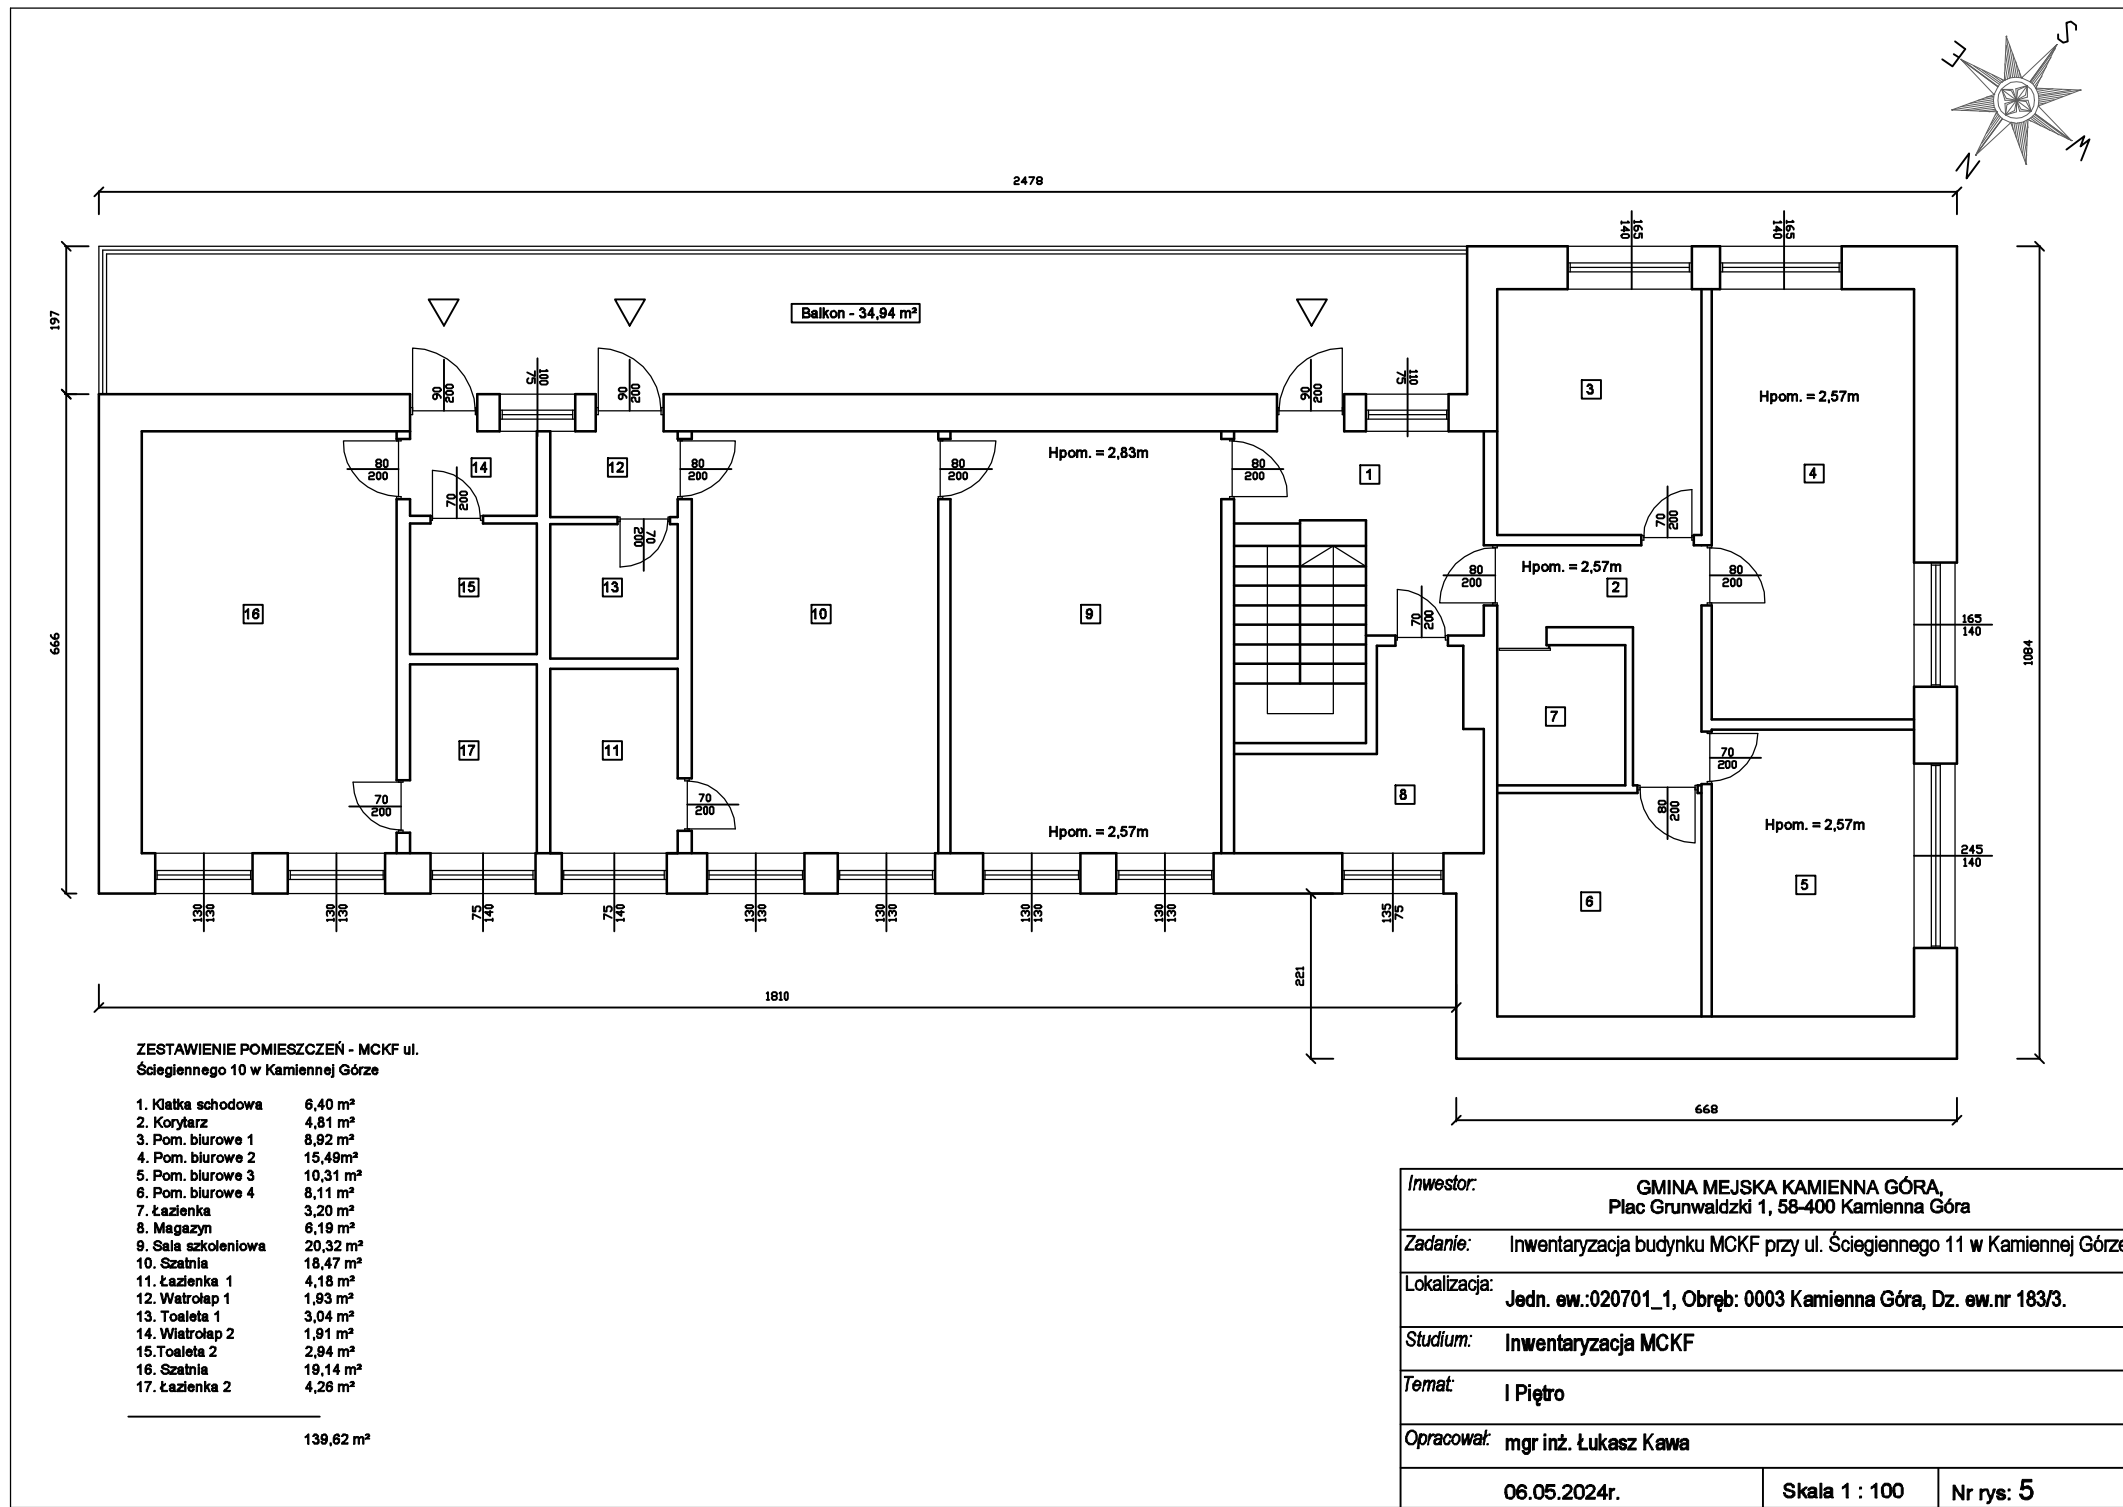 E
S
N
W
2478
165
140
165
140
197
Balkon - 34,94 m²
90
200
100
75
90
200
90
200
110
75
3
Hpom. = 2,57m
4
Hpom. = 2,83m
80
200
14
12
80
200
80
200
80
200
1
70
200
70
200
70
200
Hpom. = 2,57m
2
80
200
80
200
15
13
16
10
9
70
200
165
140
666
1084
7
17
11
70
200
8
70
200
70
200
80
200
Hpom. = 2,57m
Hpom. = 2,57m
245
140
5
6
130
130
130
130
75
140
75
140
130
130
130
130
130
130
130
130
135
75
221
1810
668
ZESTAWIENIE POMIESZCZEŃ - MCKF ul.
Ściegiennego 10 w Kamiennej Górze
1. Klatka schodowa 6,40 m²
2. Korytarz 4,81 m²
3. Pom. biurowe 1 8,92 m²
4. Pom. biurowe 2 15,49m²
5. Pom. biurowe 3 10,31 m²
6. Pom. biurowe 4 8,11 m²
7. Łazienka 3,20 m²
8. Magazyn 6,19 m²
9. Sala szkoleniowa 20,32 m²
10. Szatnia 18,47 m²
11. Łazienka 1 4,18 m²
12. Watrołap 1 1,93 m²
13. Toaleta 1 3,04 m²
14. Wiatrołap 2 1,91 m²
15.Toaleta 2 2,94 m²
16. Szatnia 19,14 m²
17. Łazienka 2 4,26 m²
139,62 m²
Inwestor: GMINA MEJSKA KAMIENNA GÓRA,
Plac Grunwaldzki 1, 58-400 Kamienna Góra
Zadanie: Inwentaryzacja budynku MCKF przy ul. Ściegiennego 11 w Kamiennej Górze
Lokalizacja: Jedn. ew.:020701_1, Obręb: 0003 Kamienna Góra, Dz. ew.nr 183/3.
Studium: Inwentaryzacja MCKF
Temat: I Piętro
Opracował: mgr inż. Łukasz Kawa
06.05.2024r. Skala 1 : 100 Nr rys: 5